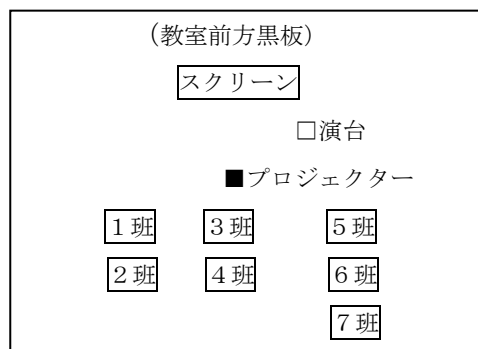 (教室前方黒板)
スクリーン
□演台
■プロジェクター
１班 ３班 ５班
２班 ４班 ６班
７班